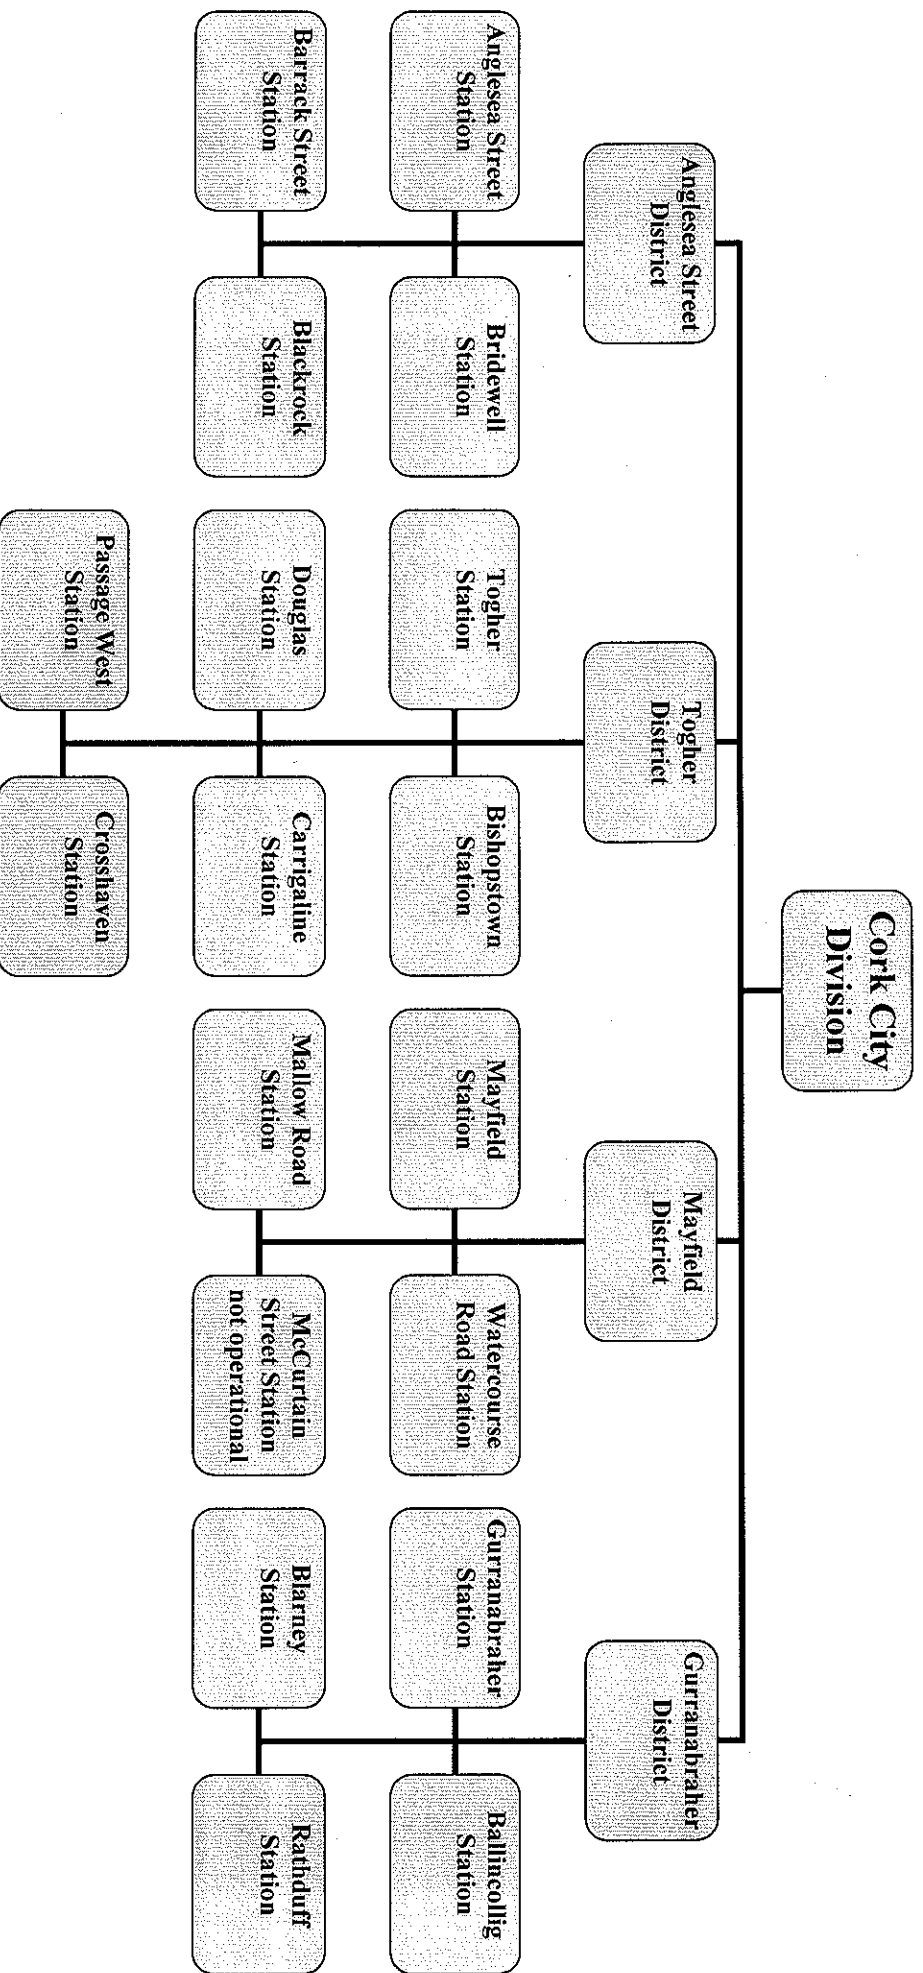 Cork City
Division
Anglesea Street
District
Togher
District
Mayfield
District
Gurranabraher
District
Anglesea Street
Station
Bridewell
Station
Togher
Station
Bishopstown
Station
Mayfield
Station
Watercourse
Road Station
Gurranabraher
Station
Ballincollig
Station
Barrack Street
Station
Blackrock
Station
Douglas
Station
Carrigaline
Station
Mallow Road
Station
McCurtain
Street Station
not operational
Blarney
Station
Rathduff
Station
Passage West
Station
Crosshaven
Station